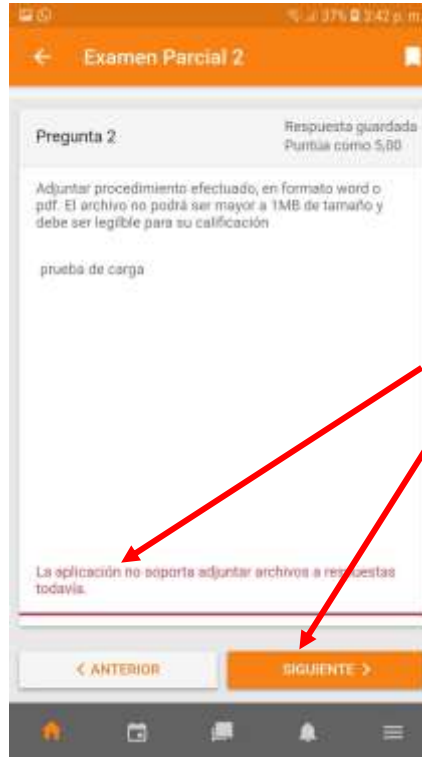 37% 3:42 p. m.
Examen Parcial 2
Pregunta 2
Respuesta guardada
Puntúa como 5,00
Adjuntar procedimiento efectuado, en formato word o
pdf. El archivo no podrá ser mayor a 1MB de tamaño y
debe ser legible para su calificación
prueba de carga
La aplicación no soporta adjuntar archivos a respuestas
todavía.
< ANTERIOR
SIGUIENTE >